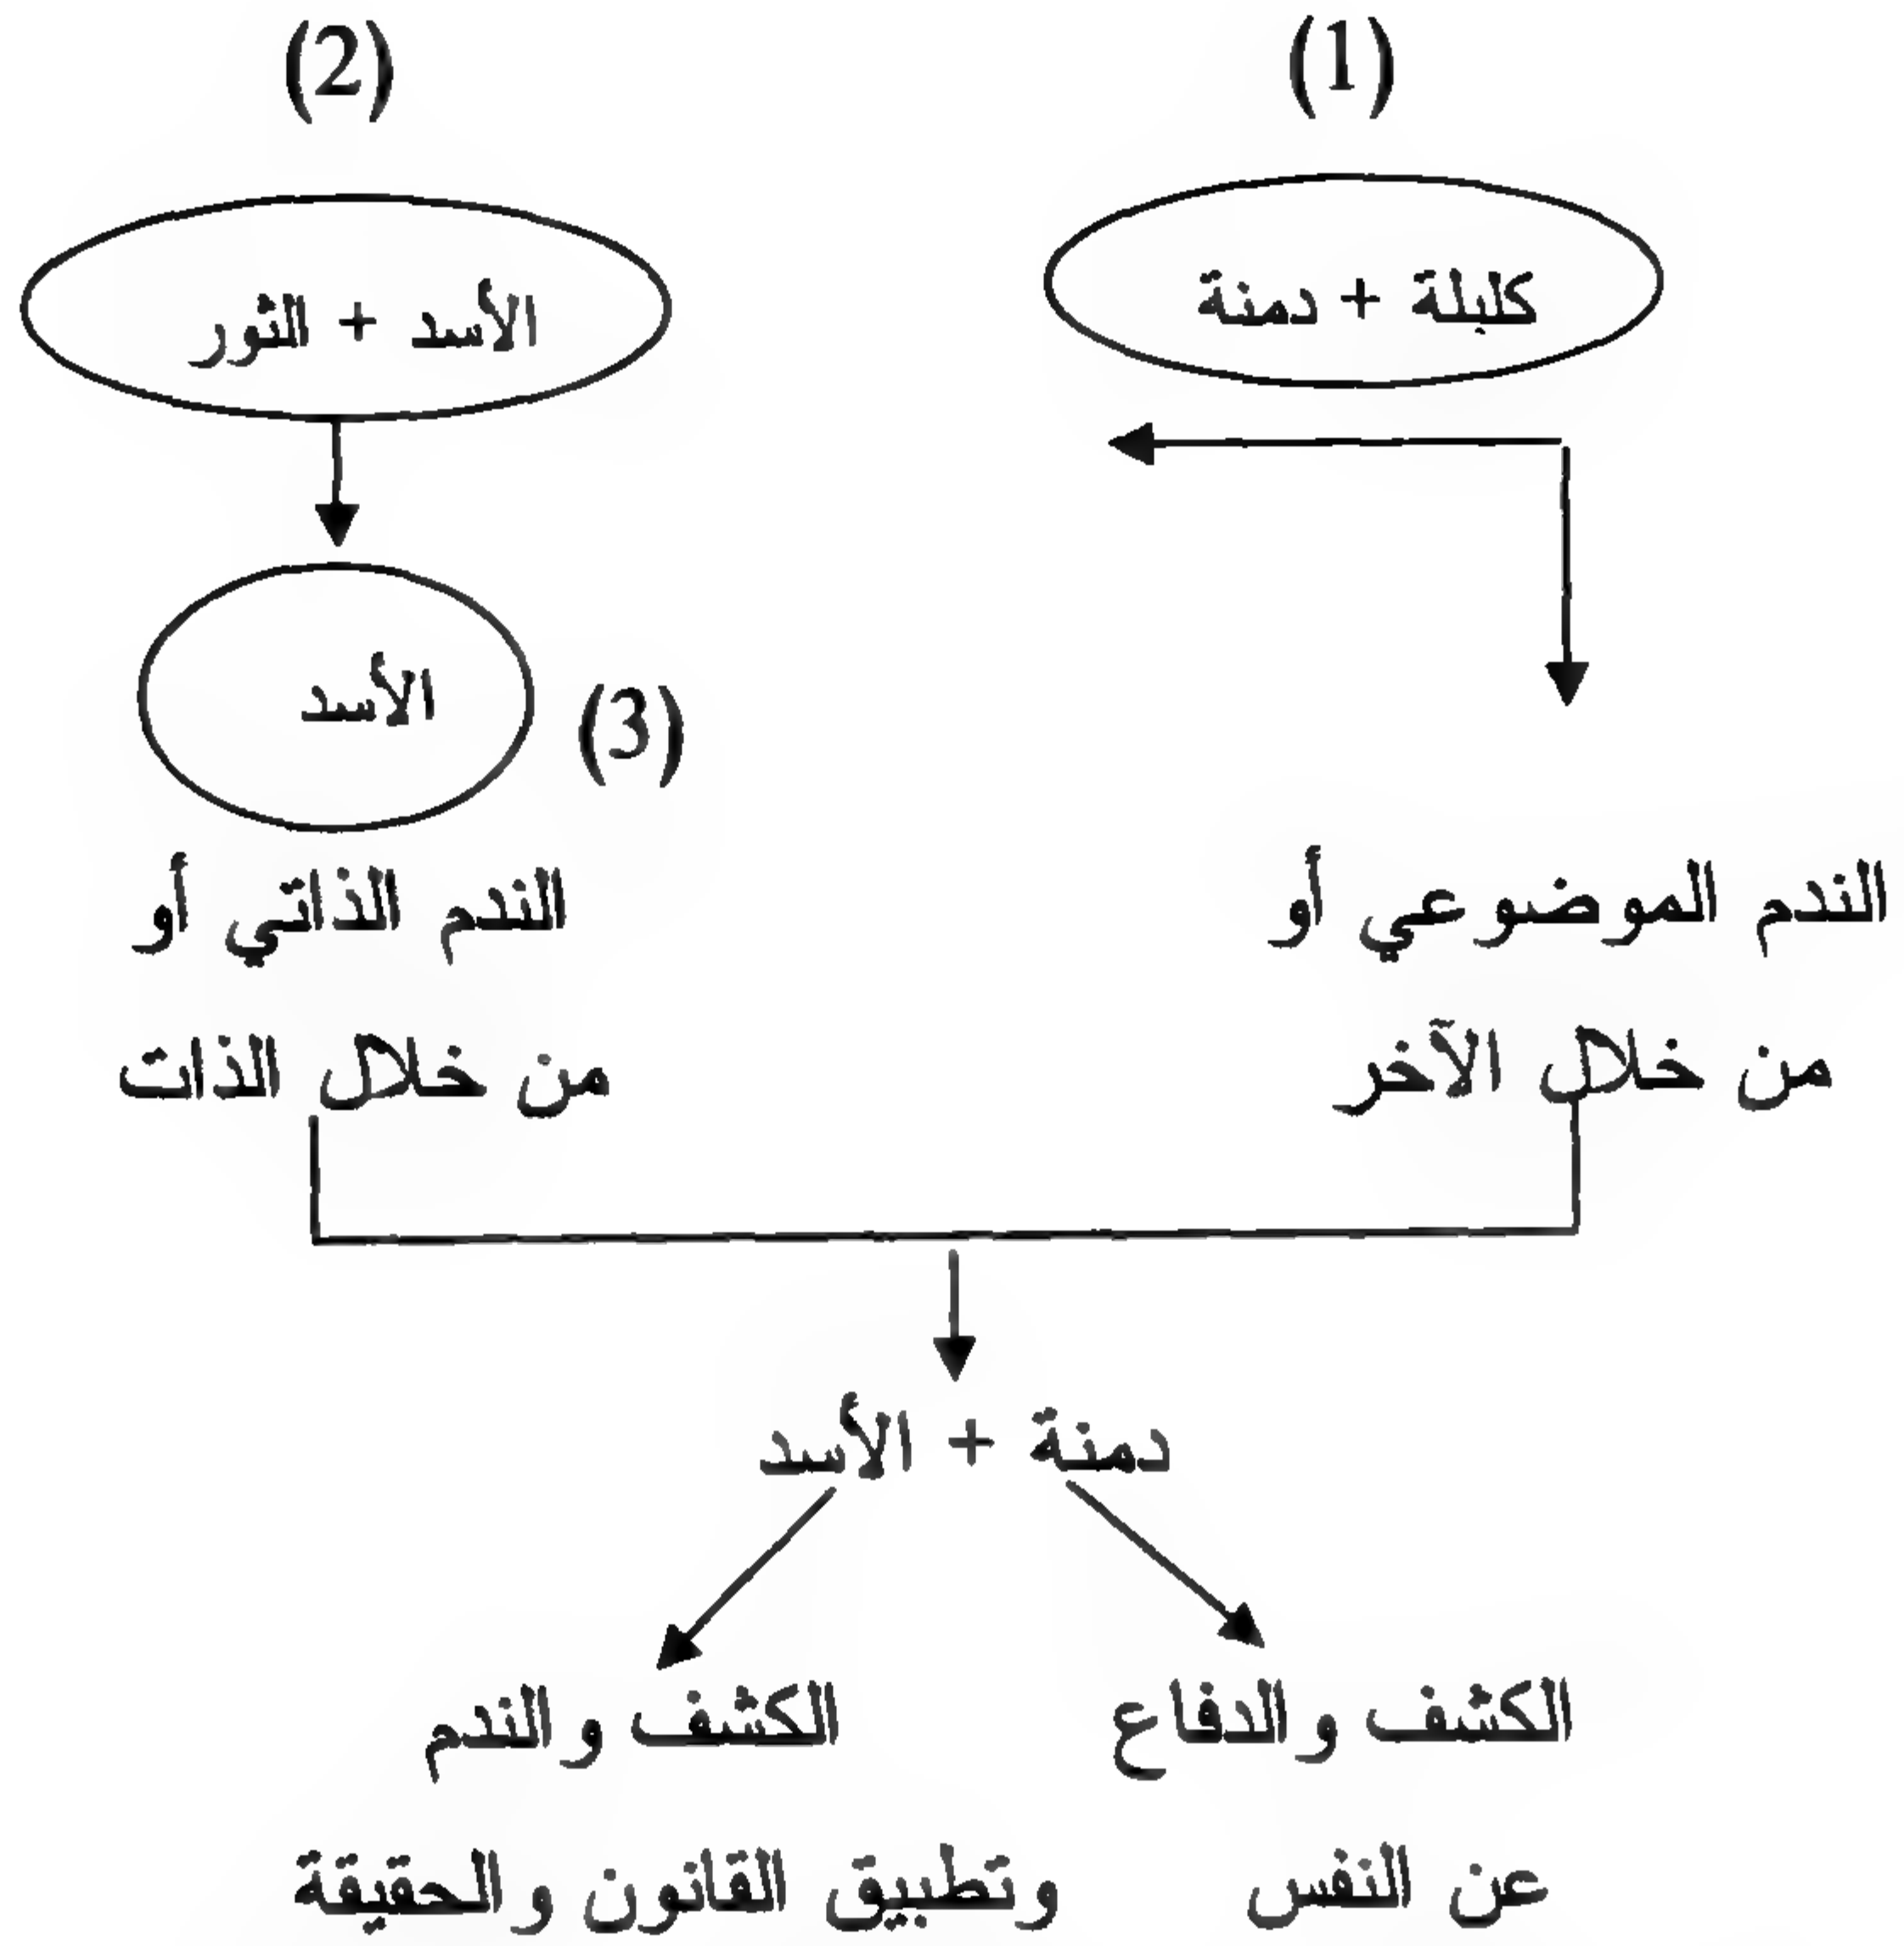 (1)
(2)
كليلة + دمنة
الأسد + الثور
الأسد
(3)
الندم الموضوعي أو
من خلال الآخر
الندم الذاتي أو
من خلال الذات
دمنة + الأسد
الكشف والدفاع
عن النفس
الكشف والندم
وتطبيق القانون والحقيقة